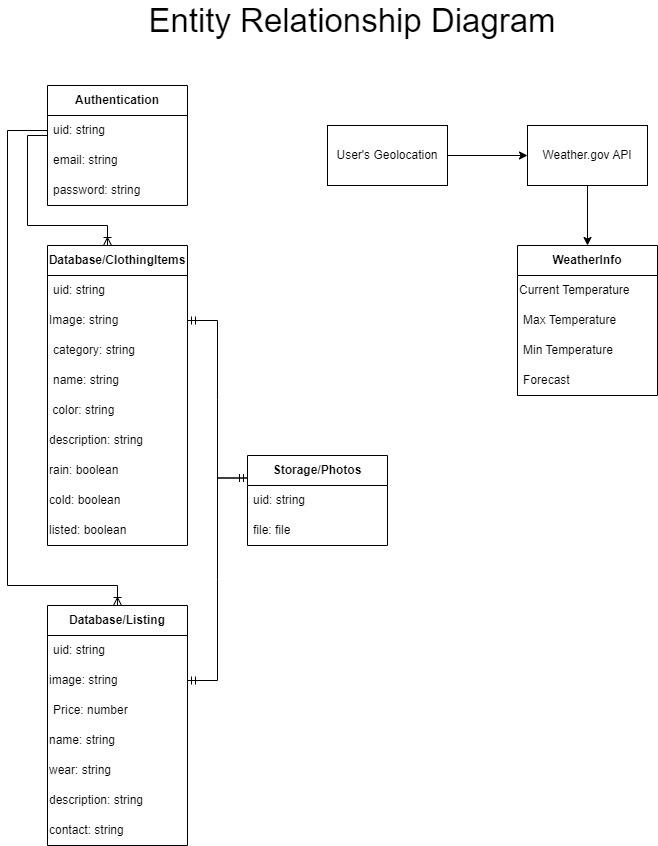 Entity Relationship Diagram
Authentication
uid: string
email: string
password: string
User's Geolocation
Weather.gov API
Database/ClothingItems
uid: string
Image: string
category: string
name: string
color: string
description: string
rain: boolean
cold: boolean
listed: boolean
WeatherInfo
Current Temperature
Max Temperature
Min Temperature
Forecast
Storage/Photos
uid: string
file: file
Database/Listing
uid: string
image: string
Price: number
name: string
wear: string
description: string
contact: string